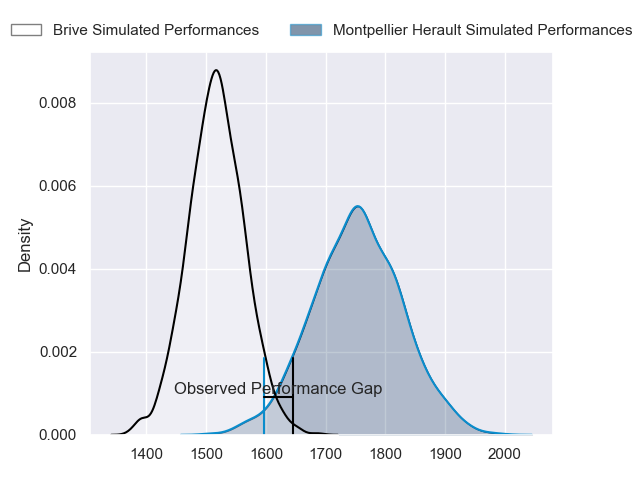 Brive Simulated Performances
Montpellier Herault Simulated Performances
0.008
0.006
0.004
0.002
0.000
Density
Observed Performance Gap
1400 1500 1600 1700 1800 1900 2000